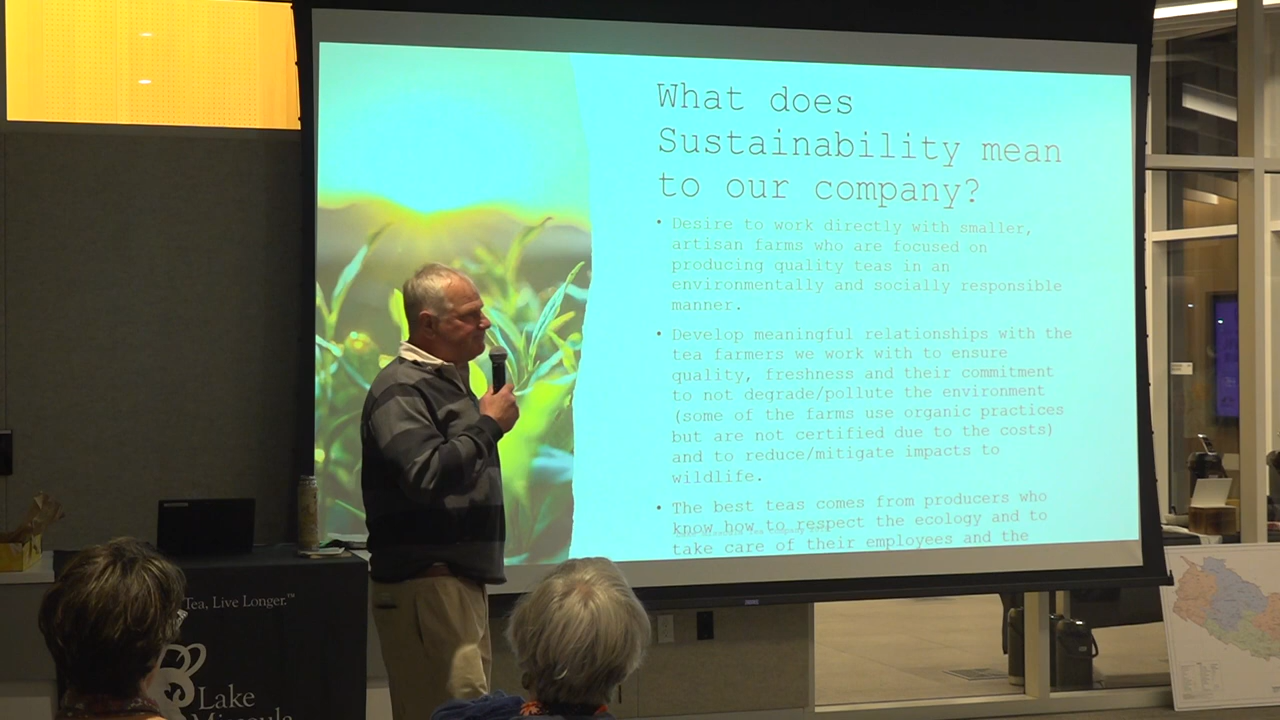 What does
Sustainability mean
to our company?
• Desire to work directly with smaller,
artisan farms who are focused on
producing quality teas in an
environmentally and socially responsible
manner.
• Develop meaningful relationships with the
tea farmers we work with to ensure
quality, freshness and their commitment
to not degrade/pollute the environment
(some of the farms use organic practices
but are not certified due to the costs)
and to reduce/mitigate impacts to
wildlife.
• The best teas comes from producers who
know how to respect the ecology and to
take care of their employees and the
Tea, Live Longer.™
Lake
Missoula